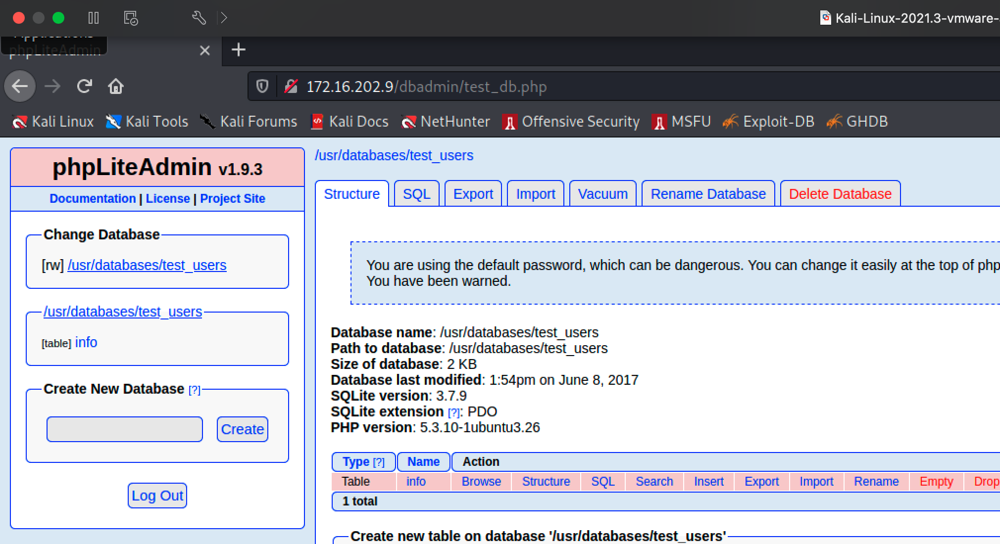 Kali-Linux-2021.3-vmware-
Applications
phpLiteAdmin
172.16.202.9/dbadmin/test_db.php
Kali Linux Kali Tools Kali Forums Kali Docs NetHunter Offensive Security MSFU Exploit-DB GHDB
phpLiteAdmin v1.9.3
Documentation | License | Project Site
Change Database
[rw] /usr/databases/test_users
/usr/databases/test_users
[table] info
Create New Database [?]
Create
Log Out
/usr/databases/test_users
Structure SQL Export Import Vacuum Rename Database Delete Database
You are using the default password, which can be dangerous. You can change it easily at the top of php
You have been warned.
Database name: /usr/databases/test_users
Path to database: /usr/databases/test_users
Size of database: 2 KB
Database last modified: 1:54pm on June 8, 2017
SQLite version: 3.7.9
SQLite extension [?]: PDO
PHP version: 5.3.10-1ubuntu3.26
Type [?] Name Action
Table info Browse Structure SQL Search Insert Export Import Rename Empty Drop
1 total
Create new table on database '/usr/databases/test_users'